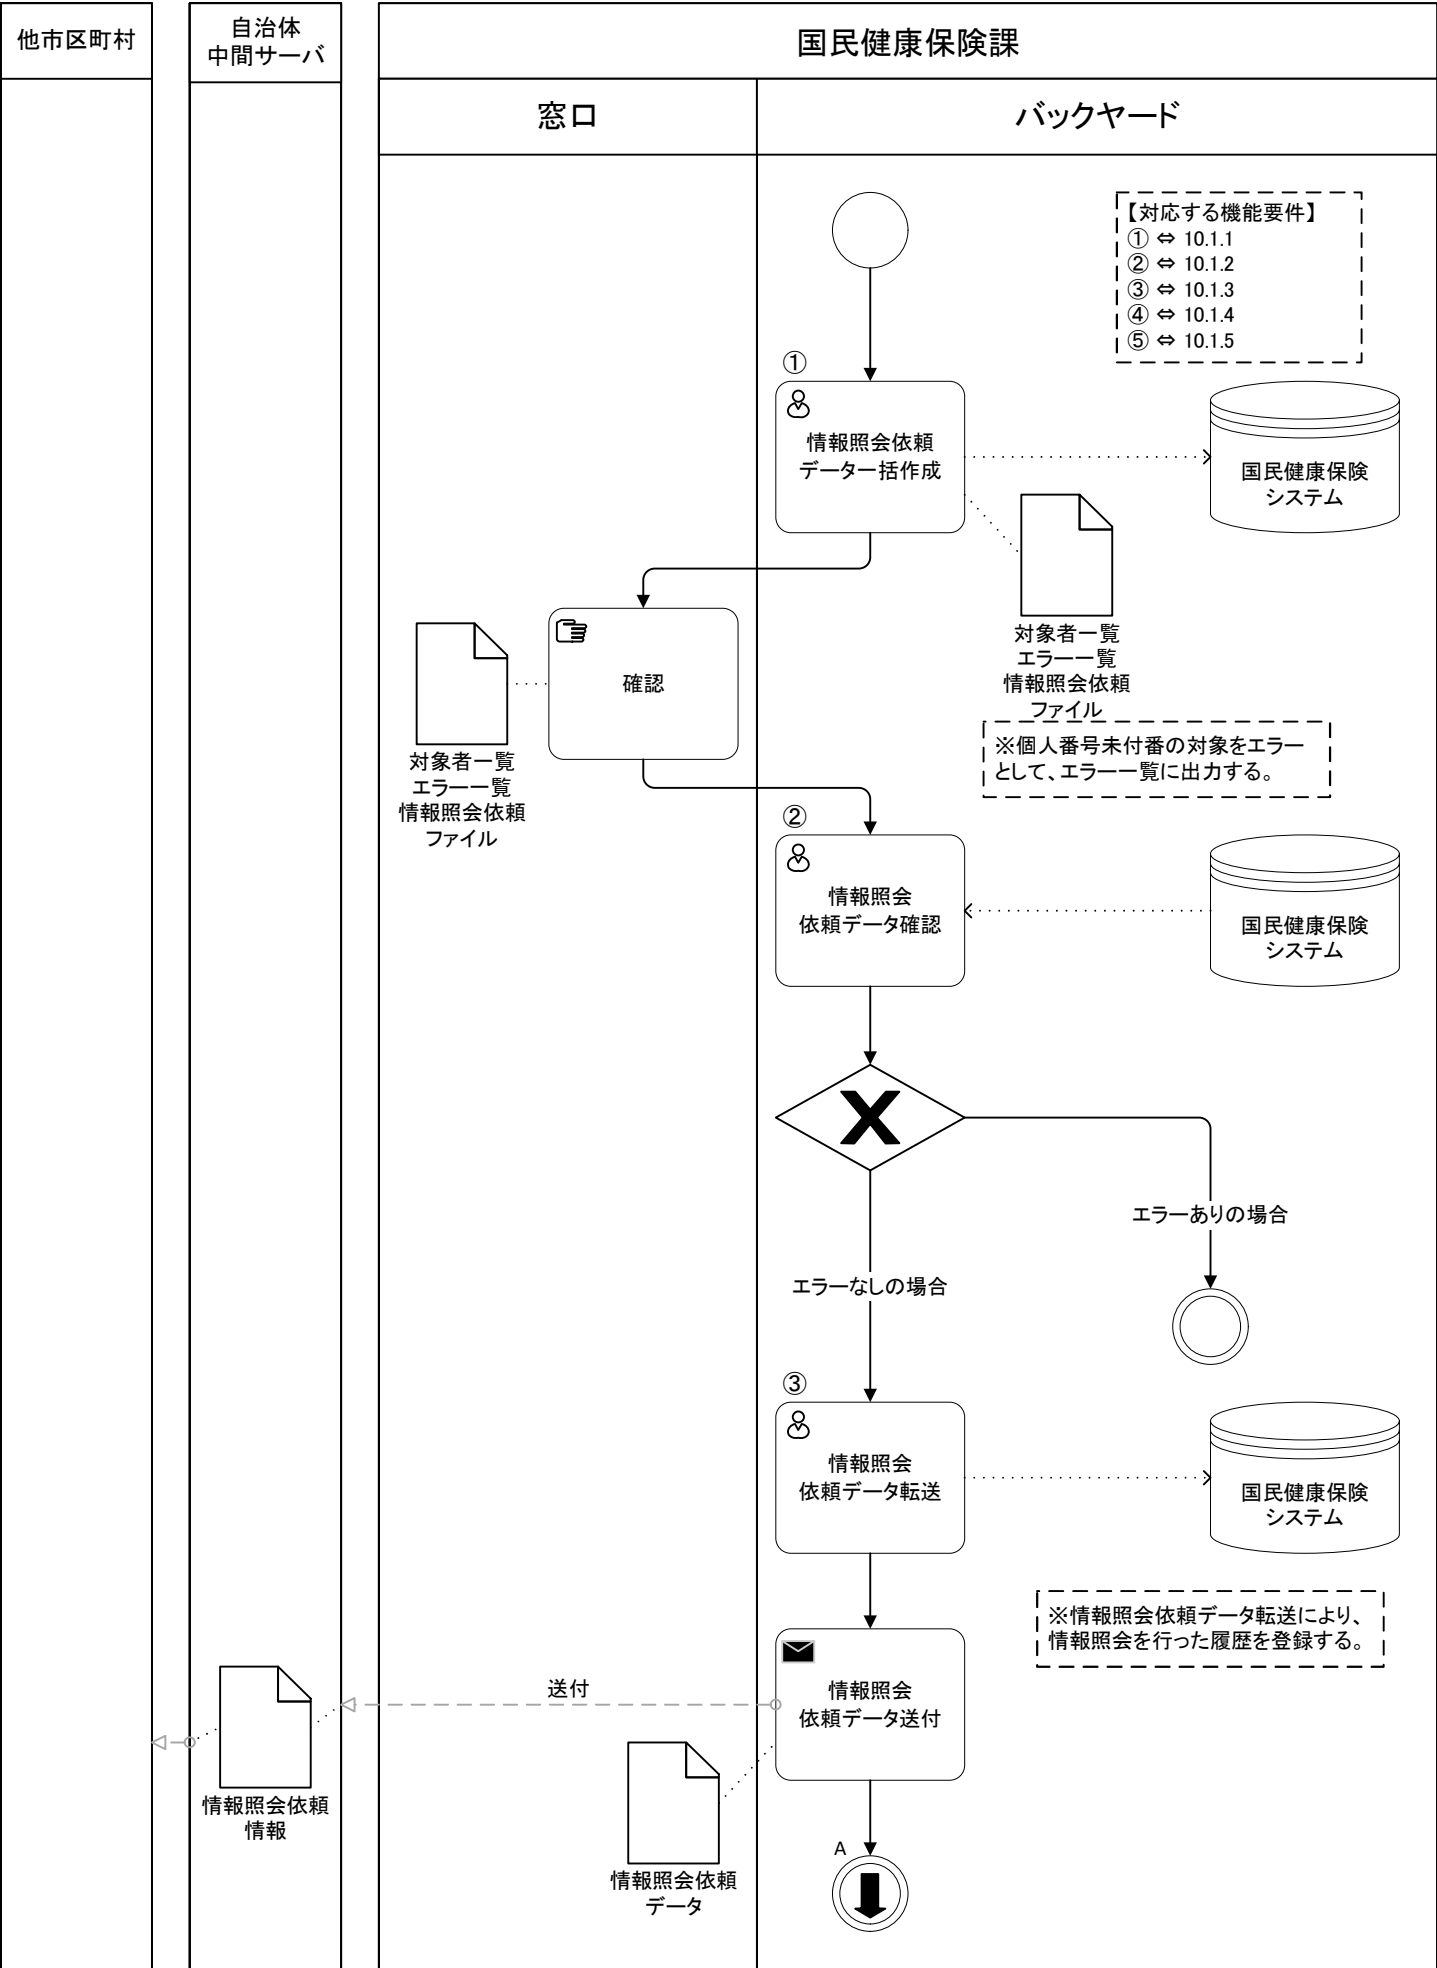 他市区町村
自治体
中間サーバ
国民健康保険課
窓口
バックヤード
【対応する機能要件】
① ⇔ 10.1.1
② ⇔ 10.1.2
③ ⇔ 10.1.3
④ ⇔ 10.1.4
⑤ ⇔ 10.1.5
①
情報照会依頼
データ一括作成
国民健康保険
システム
対象者一覧
エラー一覧
情報照会依頼
ファイル
確認
対象者一覧
エラー一覧
情報照会依頼
ファイル
※個人番号未付番の対象をエラー
として、エラー一覧に出力する。
②
情報照会
依頼データ確認
国民健康保険
システム
エラーありの場合
エラーなしの場合
③
情報照会
依頼データ転送
国民健康保険
システム
※情報照会依頼データ転送により、
情報照会を行った履歴を登録する。
送付
情報照会
依頼データ送付
情報照会依頼
情報
情報照会依頼
データ
A